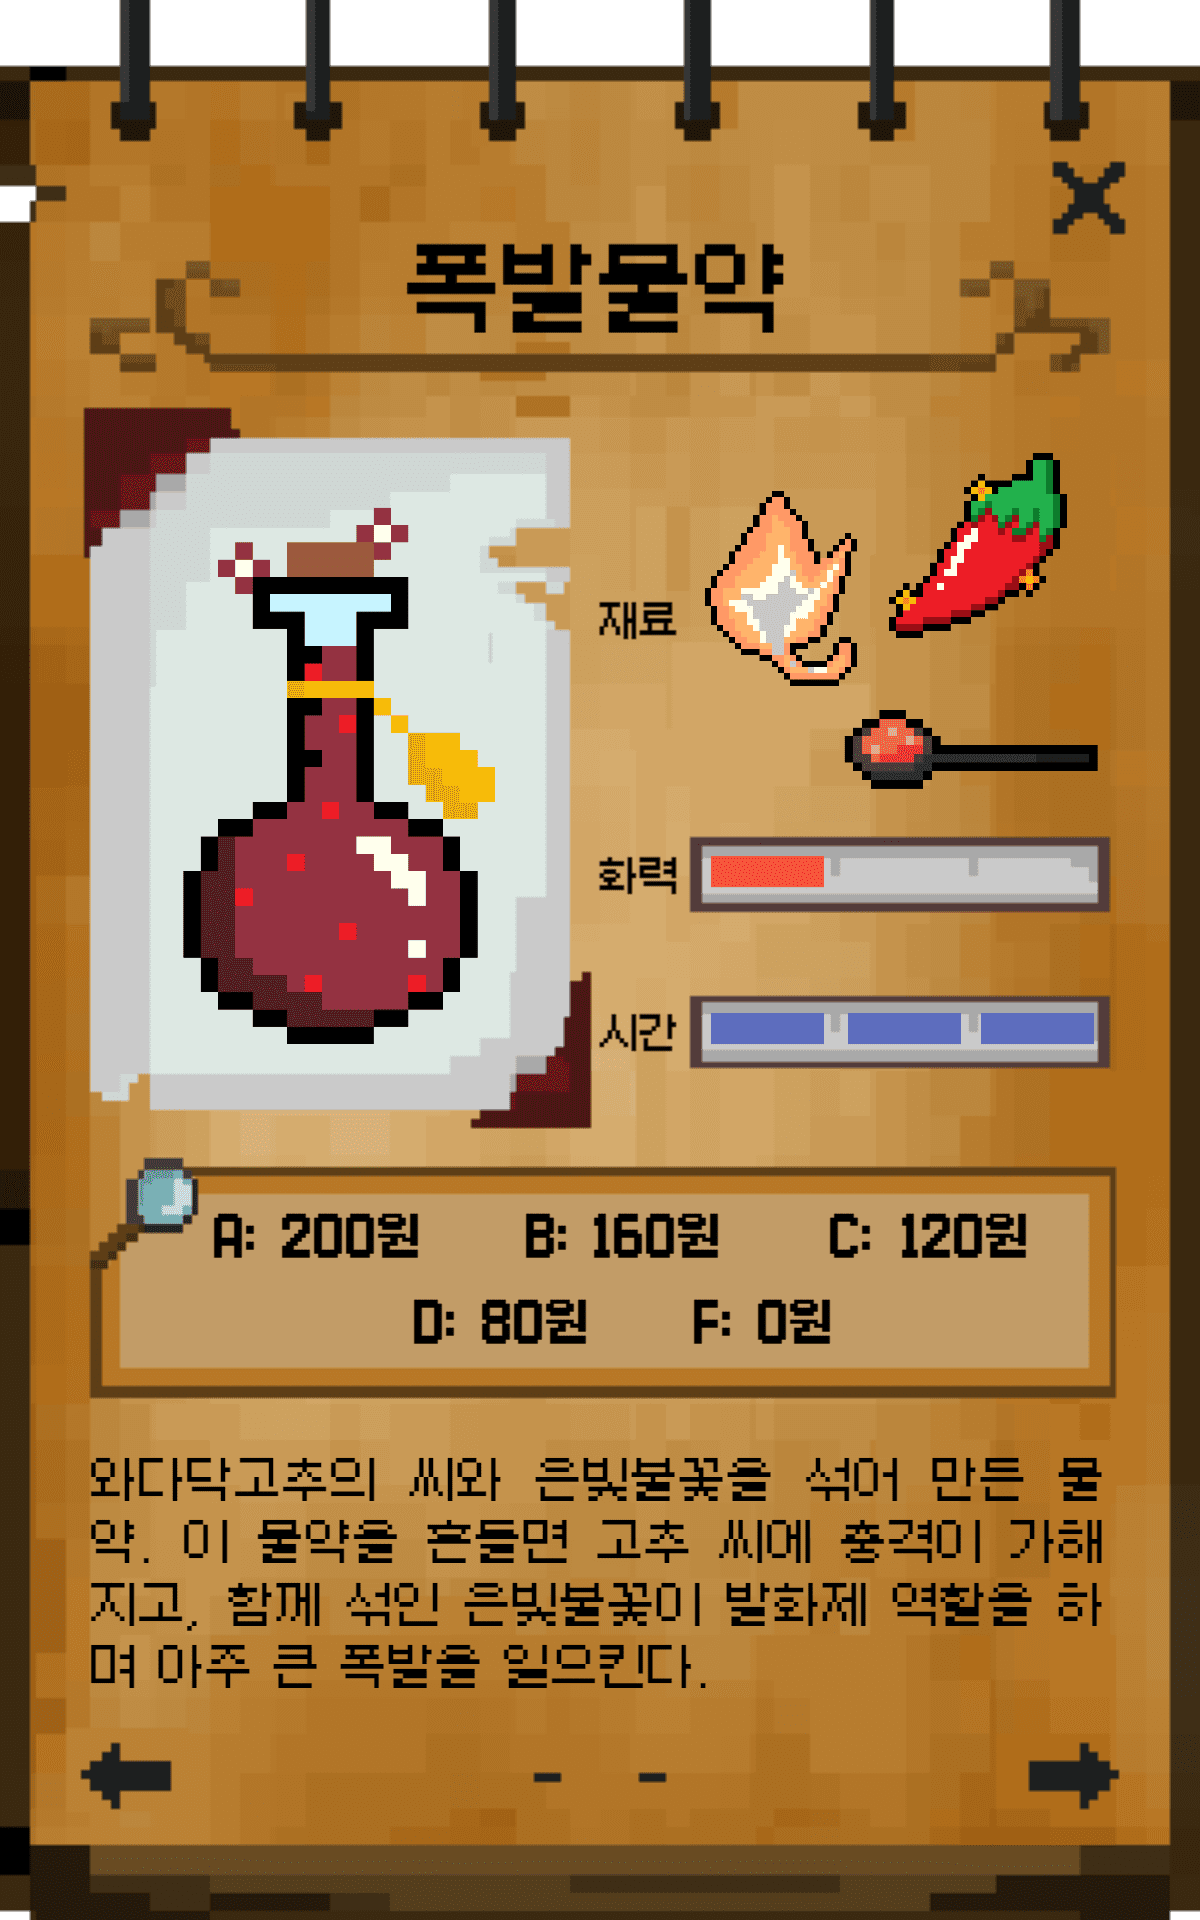 폭발물약
재료
화력
시간
A: 200원 B: 160원 C: 120원
D: 80원 F: 0원
와다닥고추의 씨와 은빛불꽃을 섞어 만든 물
약. 이 물약을 흔들면 고추 씨에 충격이 가해
지고, 함께 섞인 은빛불꽃이 발화제 역할을 하
며 아주 큰 폭발을 일으킨다.
- -